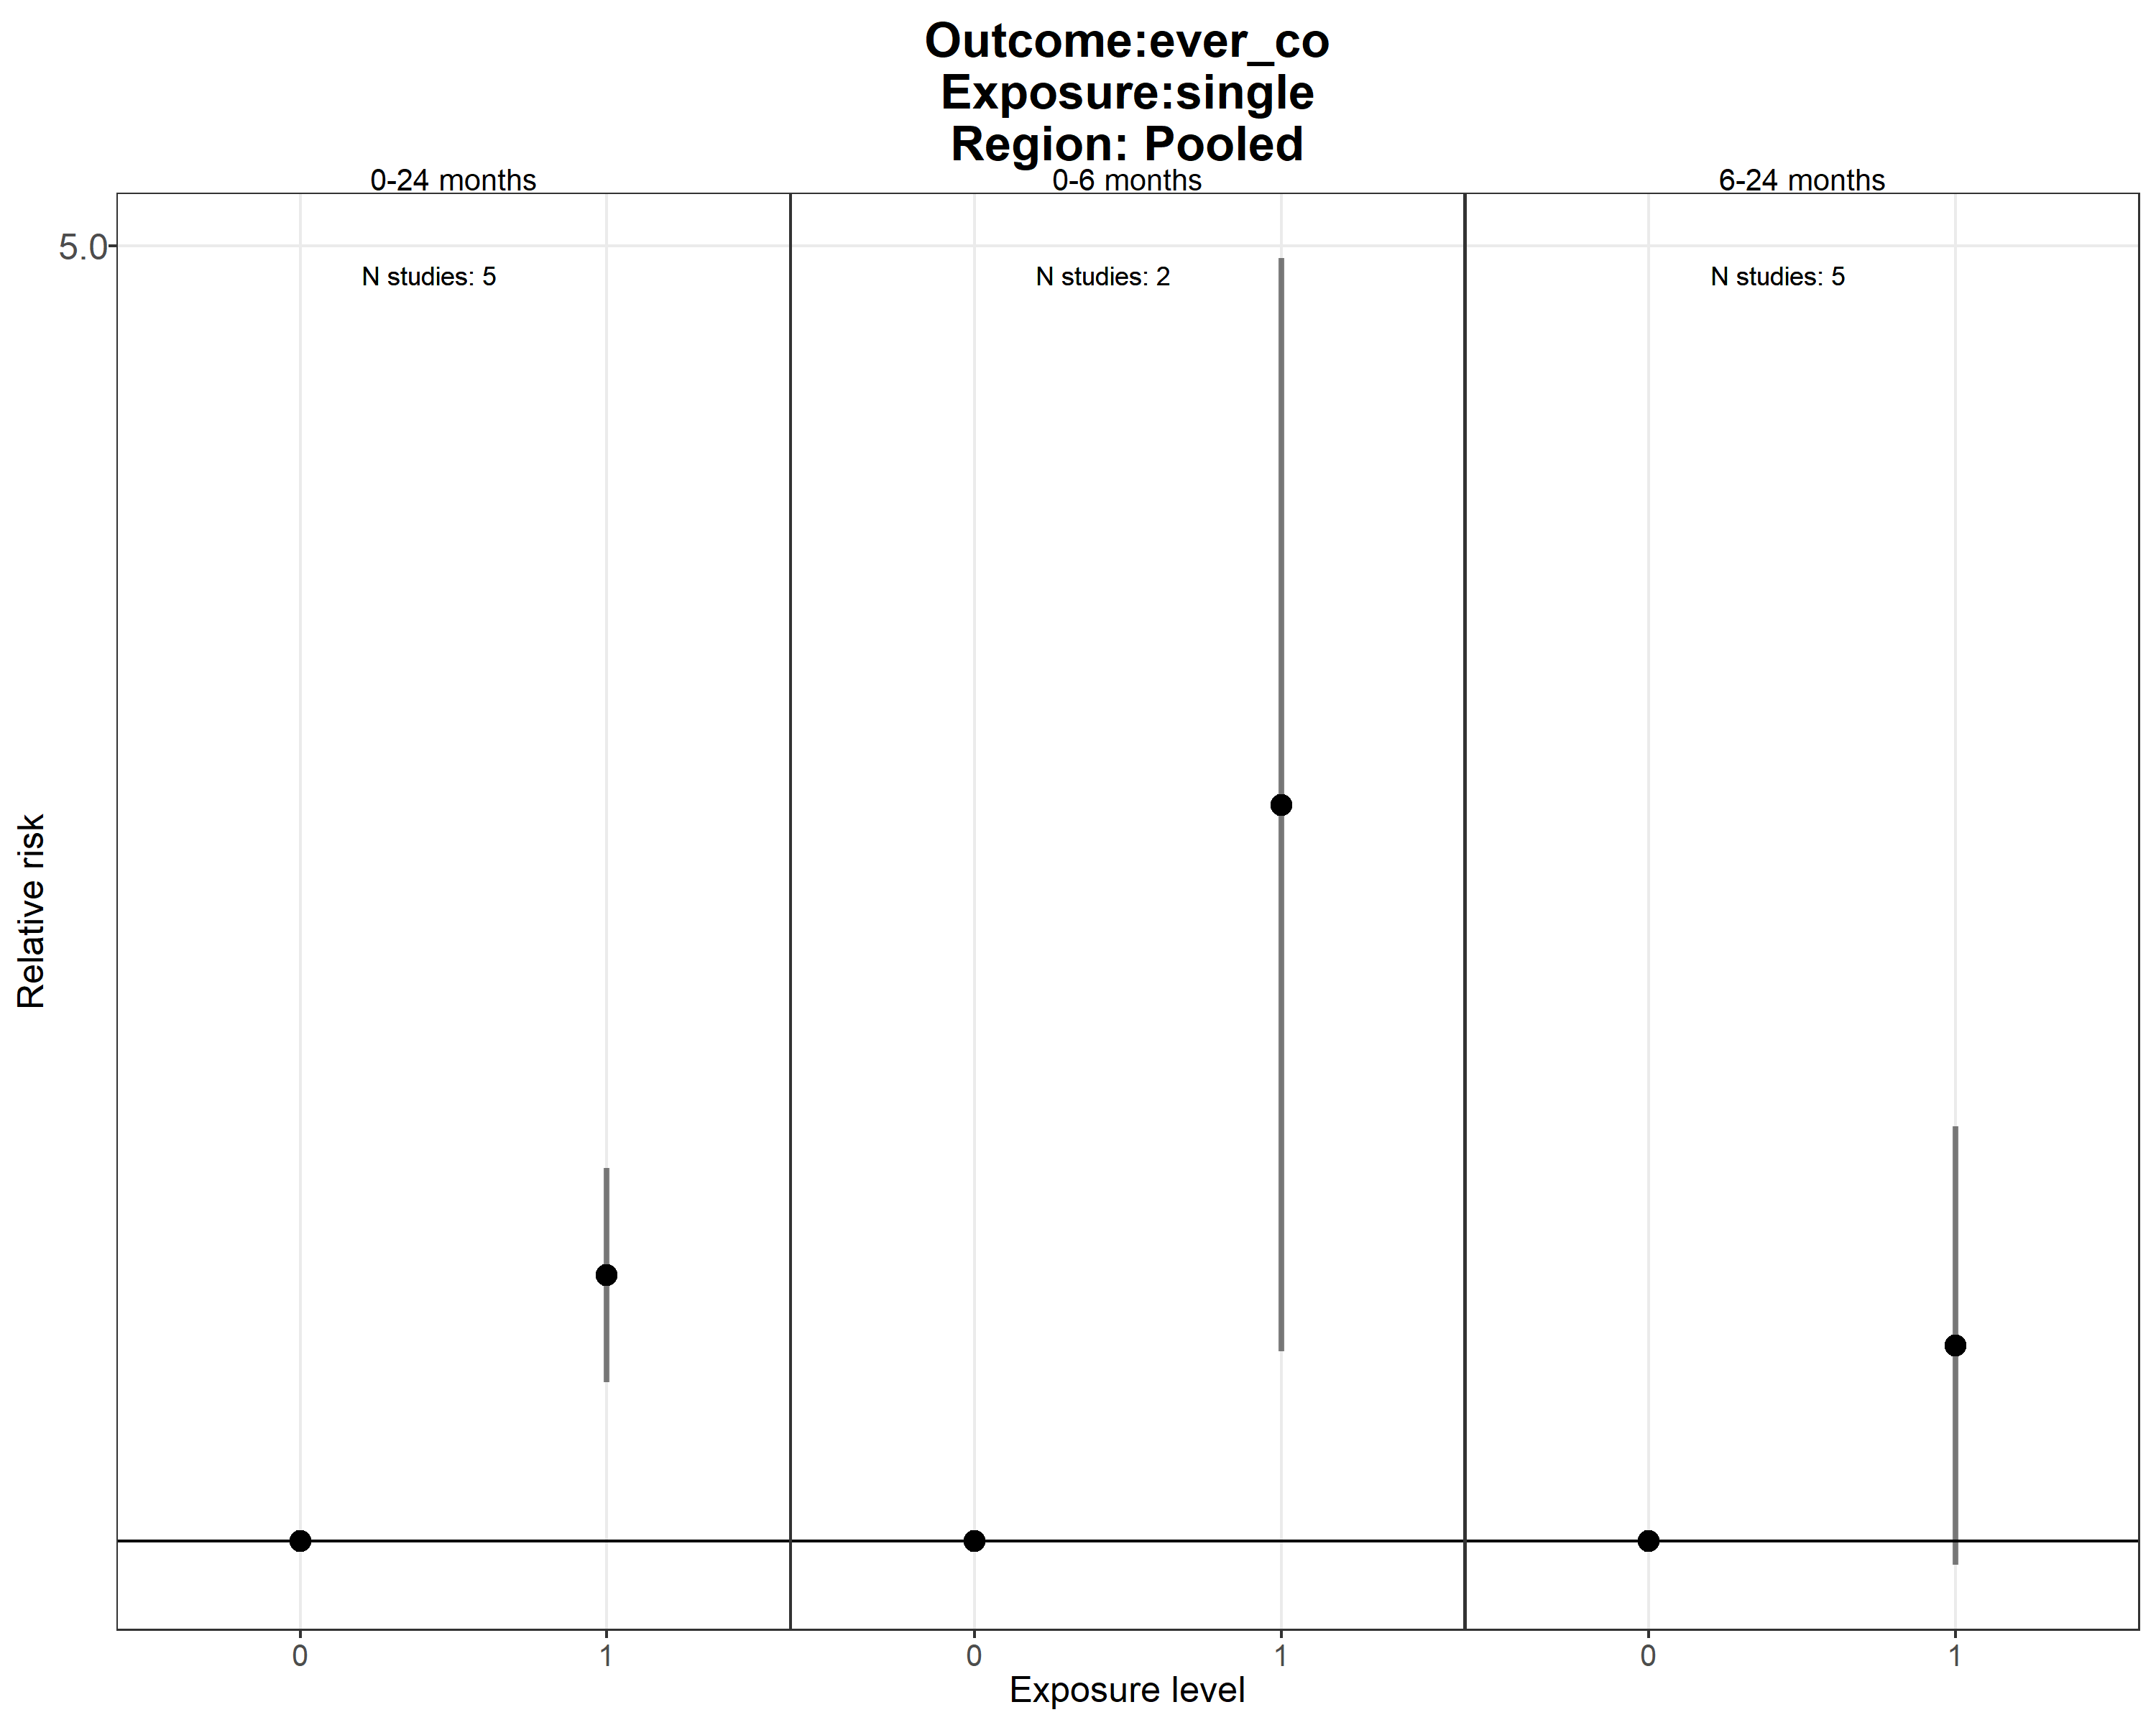 Outcome:ever_co
Exposure:single
Region: Pooled
0-24 months
0-6 months
6-24 months
5.0
N studies: 5
N studies: 2
N studies: 5
Relative risk
0
1
0
1
0
1
Exposure level